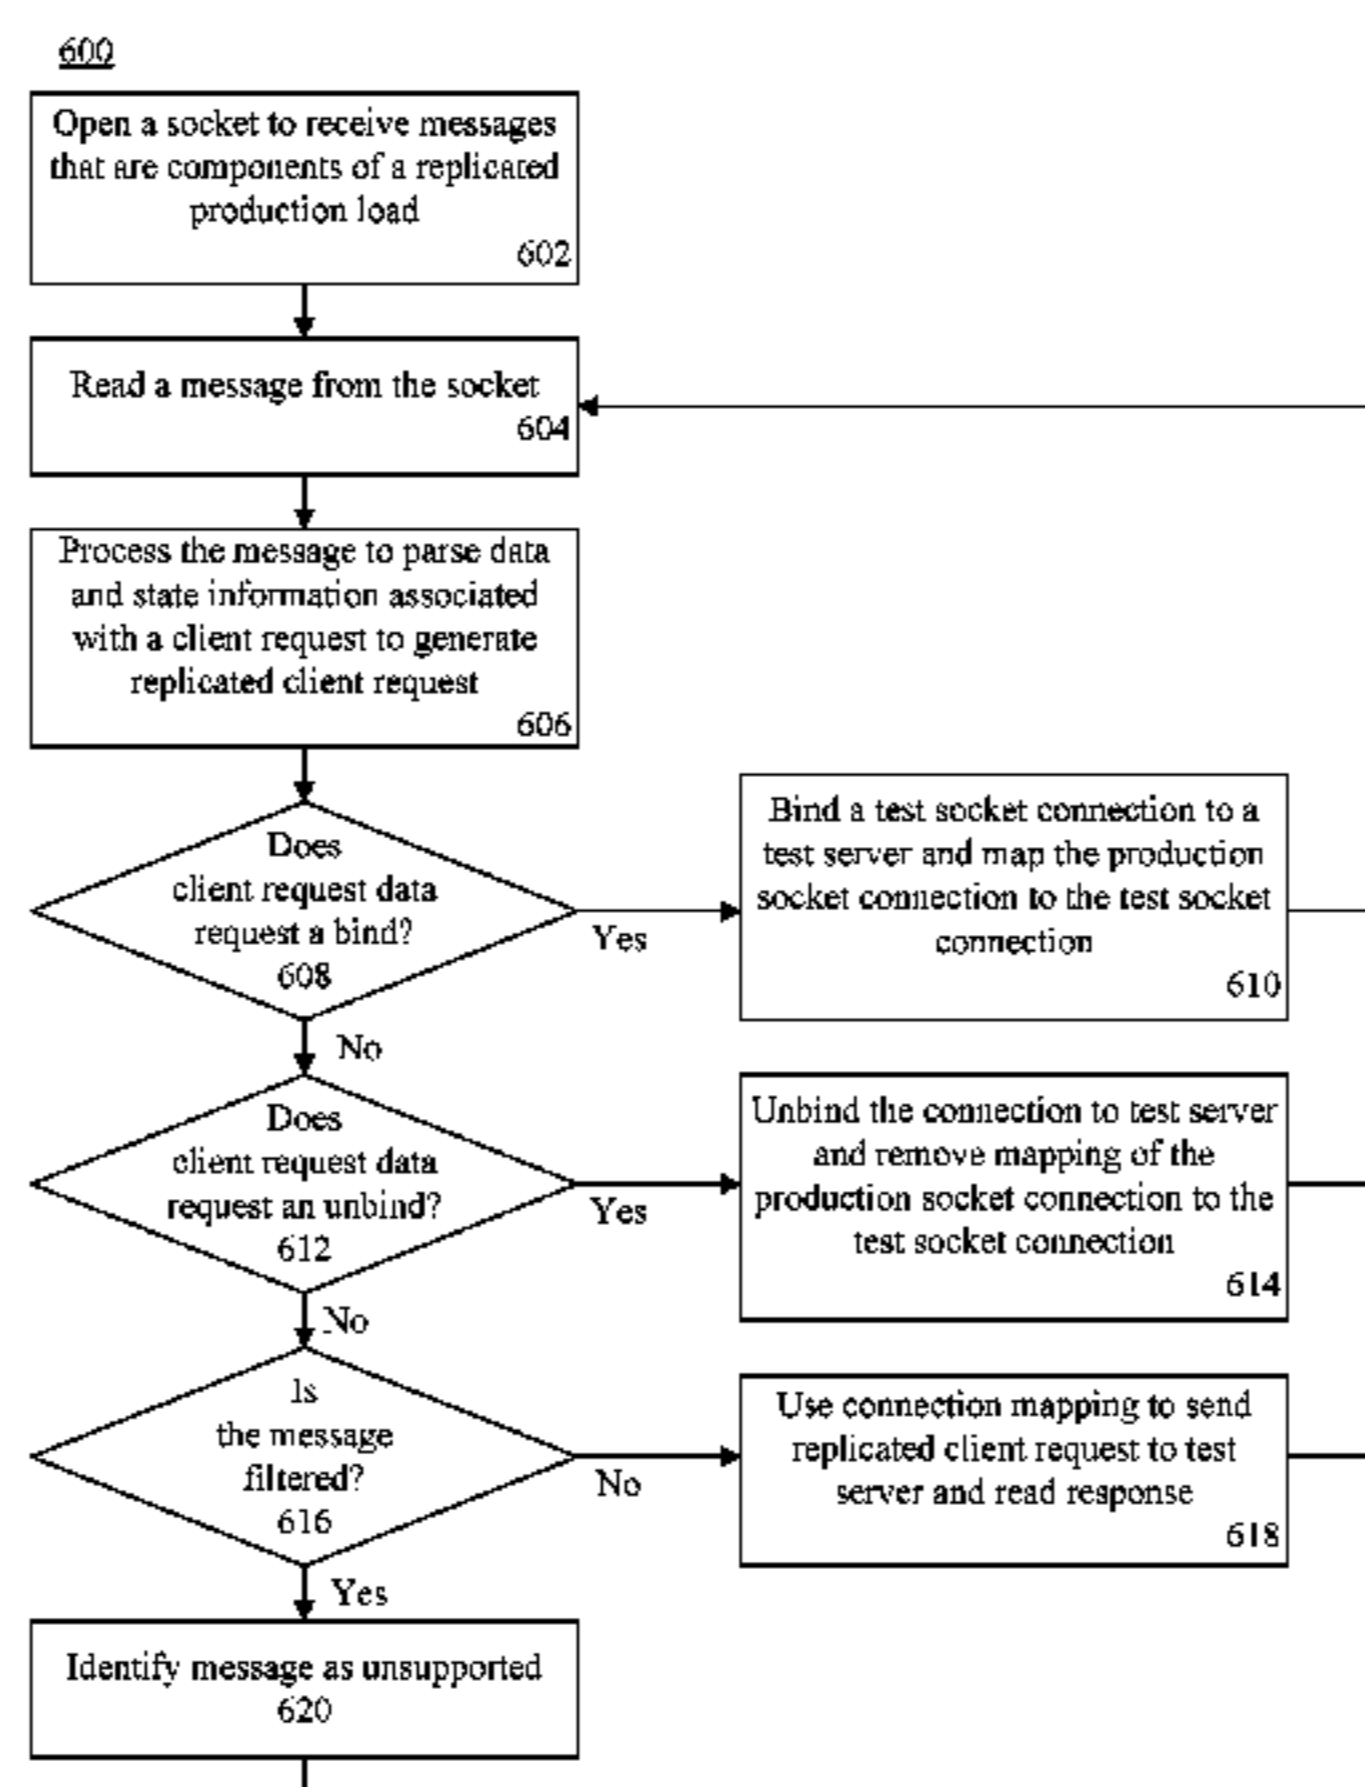 600
Open a socket to receive messages
that are components of a replicated
production load
602
Read a message from the socket
604
Process the message to parse data
and state information associated
with a client request to generate
replicated client request
606
Does
client request data
request a bind?
608
Yes
No
Bind a test socket connection to a
test server and map the production
socket connection to the test socket
connection
610
Does
client request data
request an unbind?
612
Yes
No
Unbind the connection to test server
and remove mapping of the
production socket connection to the
test socket connection
614
Is
the message
filtered?
616
No
Yes
Use connection mapping to send
replicated client request to test
server and read response
618
Identify message as unsupported
620